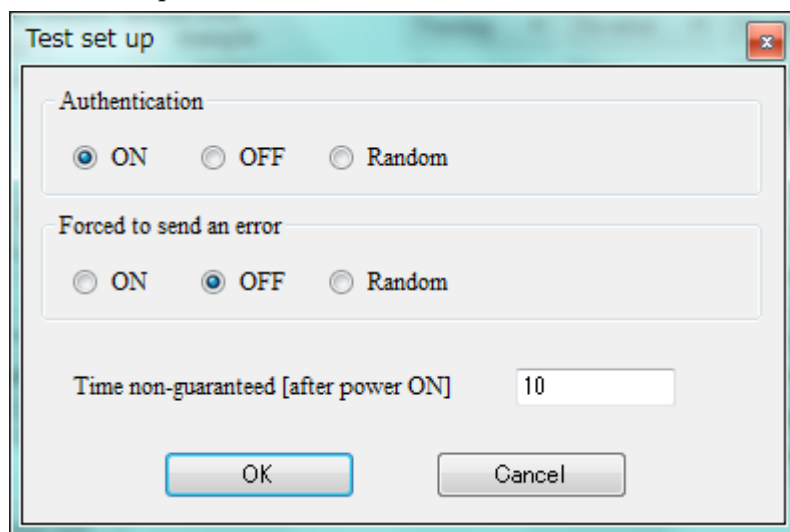 Test set up
Authentication
ON OFF Random
Forced to send an error
ON OFF Random
Time non-guaranteed [after power ON] 10
OK Cancel